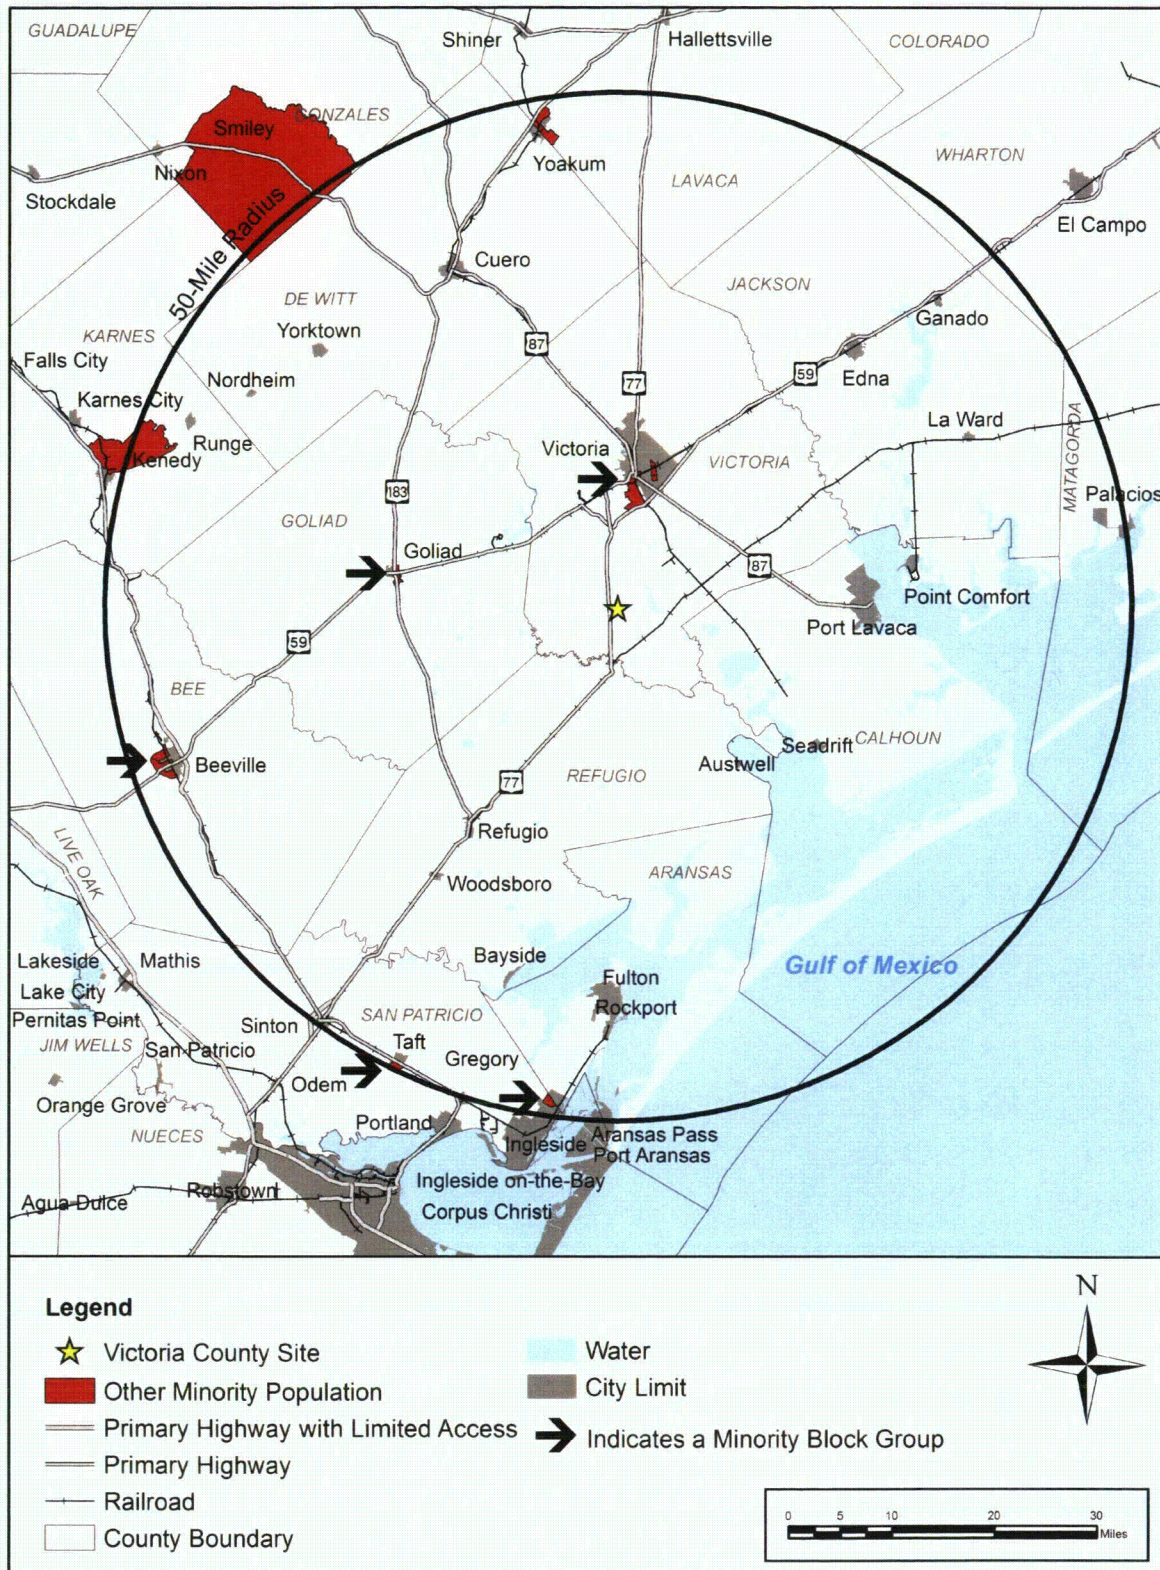 GUADALUPE
Shiner
Hallettsville
COLORADO
GONZALES
Smiley
Nixon
Yoakum
WHARTON
Stockdale
LAVACA
El Campo
50-Mile Radius
Cuero
DE WITT
JACKSON
Yorktown
KARNES
Ganado
Falls City
87
Nordheim
77
59
Edna
Karnes City
Runge
Kenedy
La Ward
MATAGORDA
Victoria
VICTORIA
183
Palacios
GOLIAD
Goliad
87
Point Comfort
Port Lavaca
59
BEE
Beeville
Seadrift
CALHOUN
Austwell
REFUGIO
77
Refugio
LIVE OAK
Woodsboro
ARANSAS
Bayside
Gulf of Mexico
Lakeside
Mathis
Lake City
Fulton
Rockport
Pernitas Point
Sinton
SAN PATRICIO
JIM WELLS
San Patricio
Taft
Gregory
Orange Grove
Odem
NUECES
Portland
Ingleside
Aransas Pass
Port Aransas
Agua Dulce
Robstown
Ingleside on-the-Bay
Corpus Christi
Legend
Victoria County Site
Other Minority Population
Primary Highway with Limited Access
Primary Highway
Railroad
County Boundary
Water
City Limit
Indicates a Minority Block Group
N
0 5 10 20 30
Miles